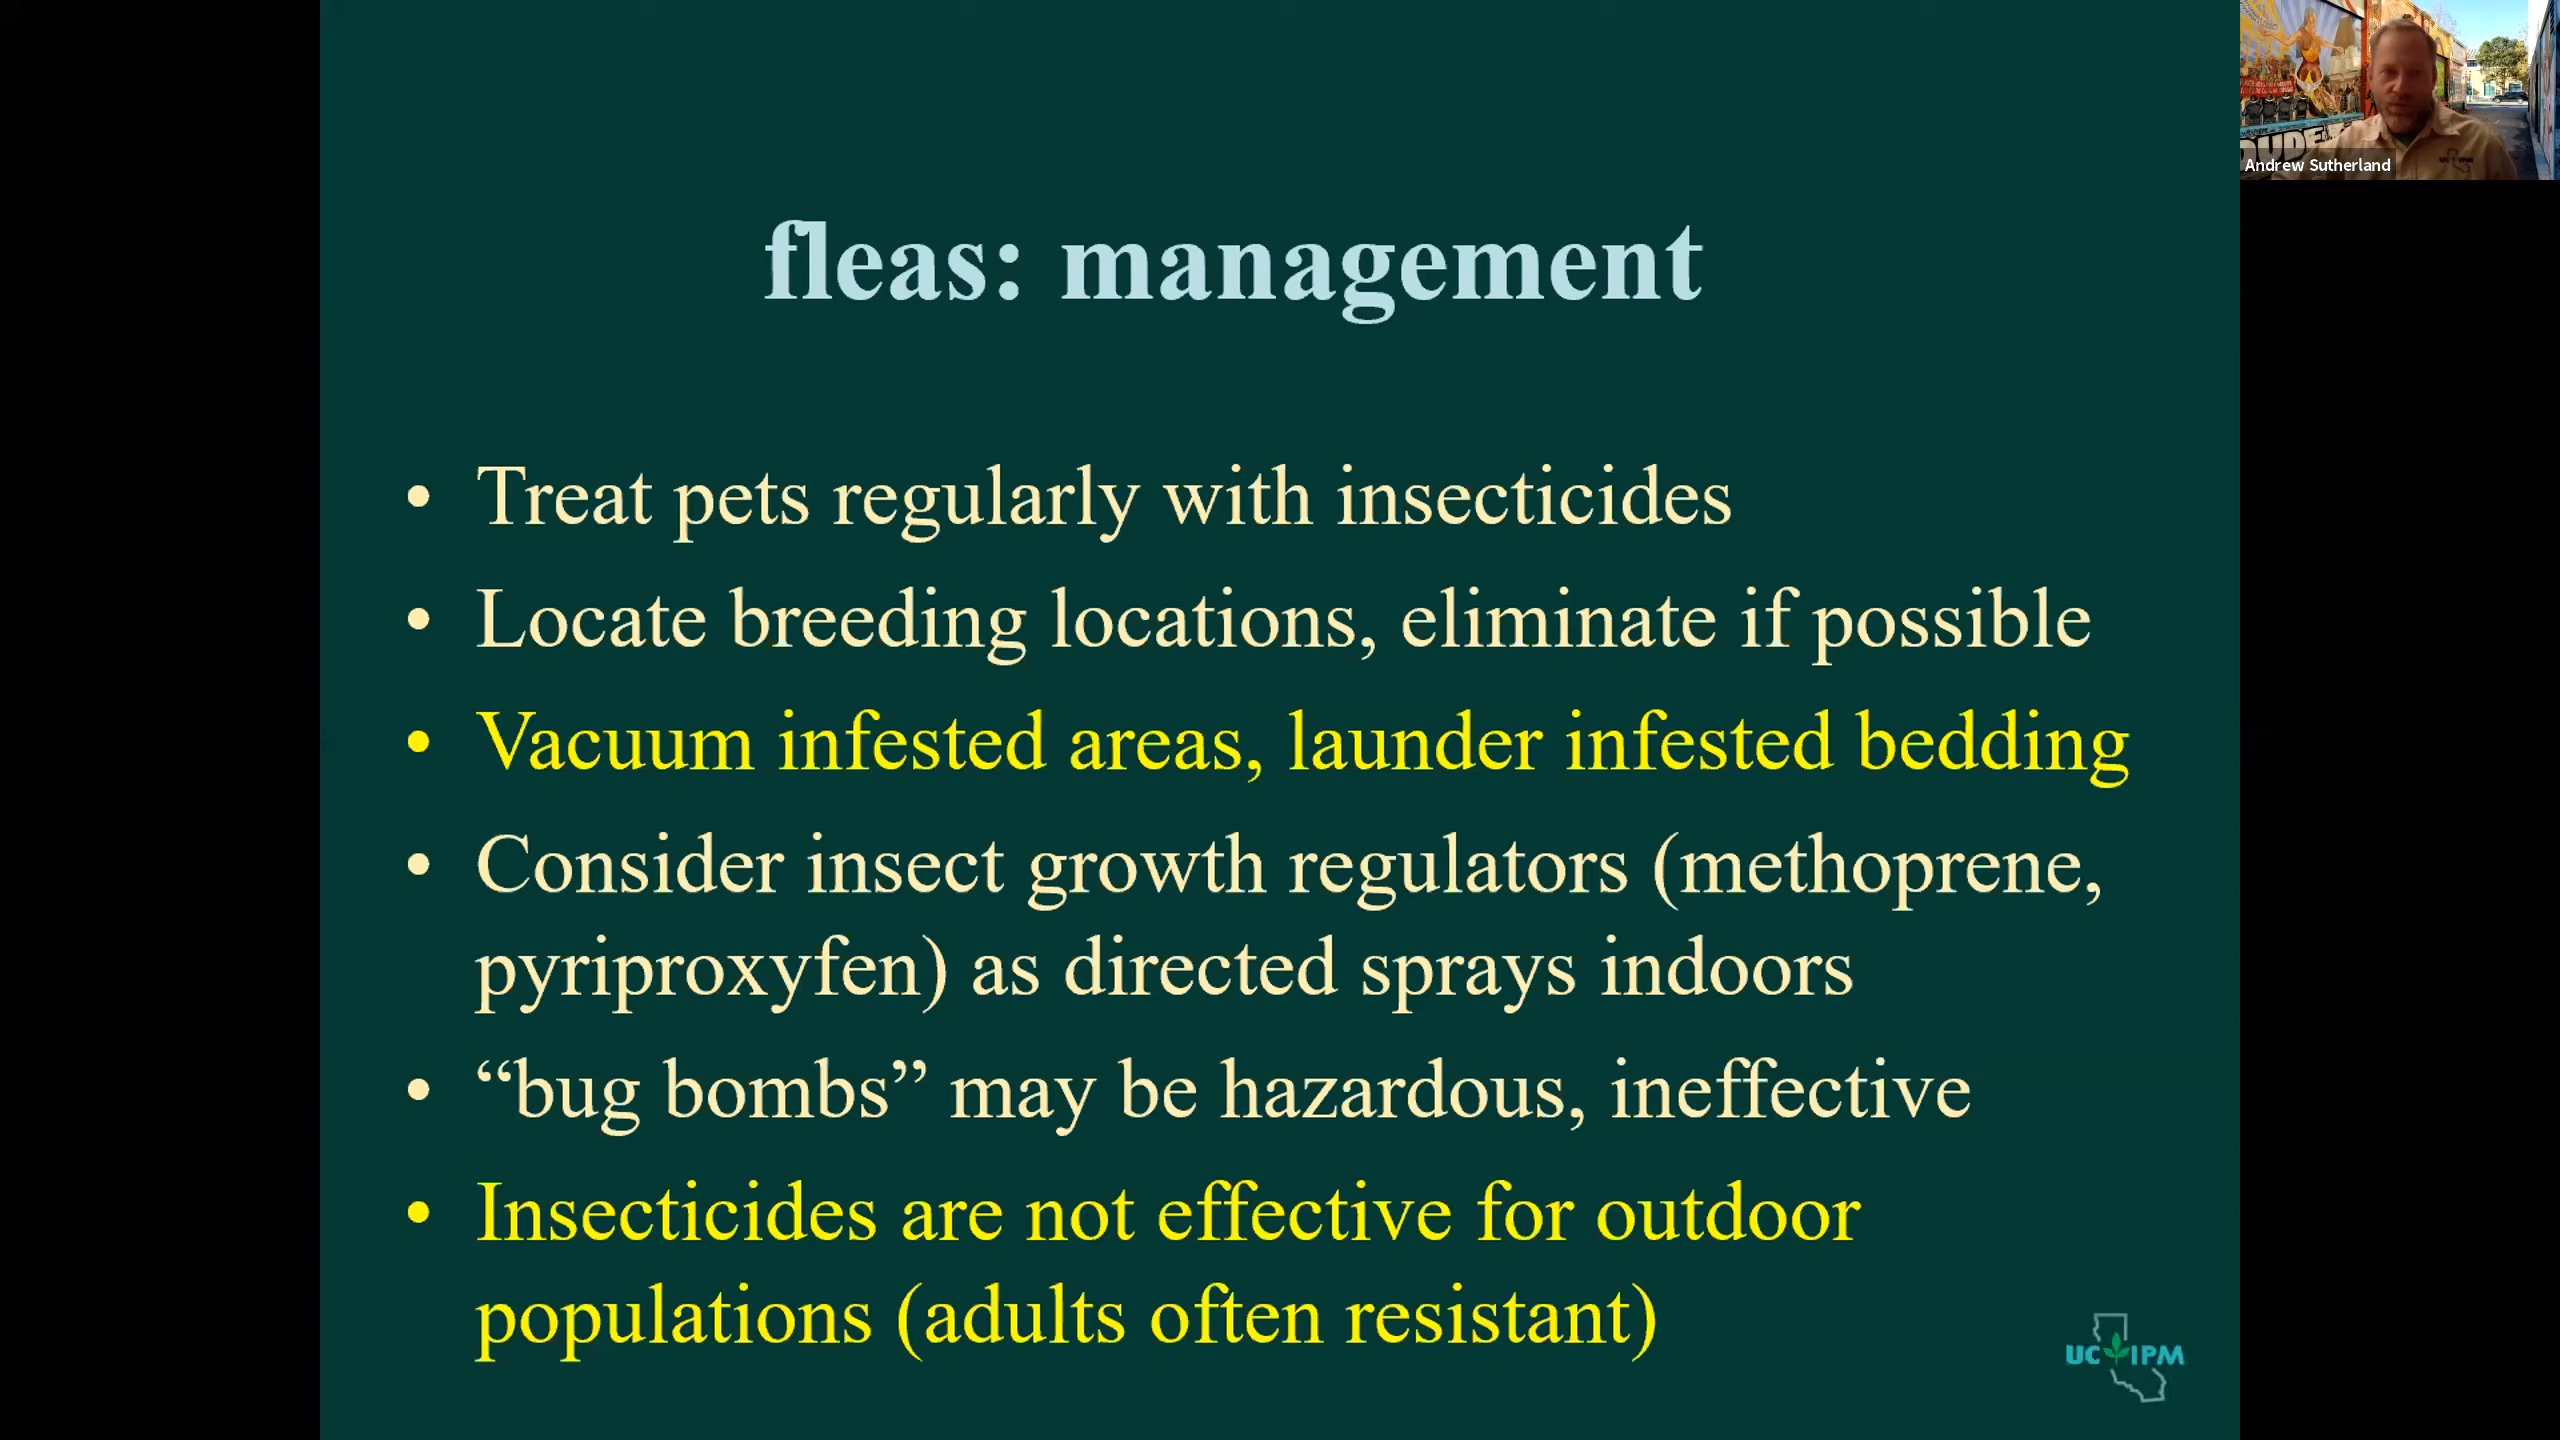 fleas: management
• Treat pets regularly with insecticides
• Locate breeding locations, eliminate if possible
• Vacuum infested areas, launder infested bedding
• Consider insect growth regulators (methoprene,
pyriproxyfen) as directed sprays indoors
• “bug bombs” may be hazardous, ineffective
• Insecticides are not effective for outdoor
populations (adults often resistant)
UC IPM
Andrew Sutherland